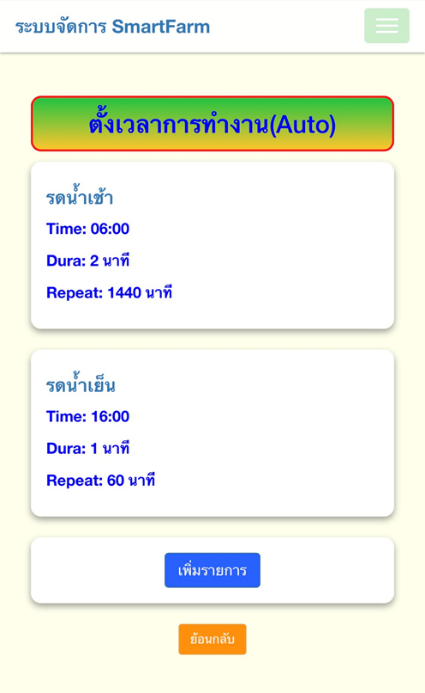 ระบบจัดการ SmartFarm
ตั้งเวลาการทำงาน(Auto)
รดน้ำเช้า
Time: 06:00
Dura: 2 นาที
Repeat: 1440 นาที
รดน้ำเย็น
Time: 16:00
Dura: 1 นาที
Repeat: 60 นาที
เพิ่มรายการ
ย้อนกลับ